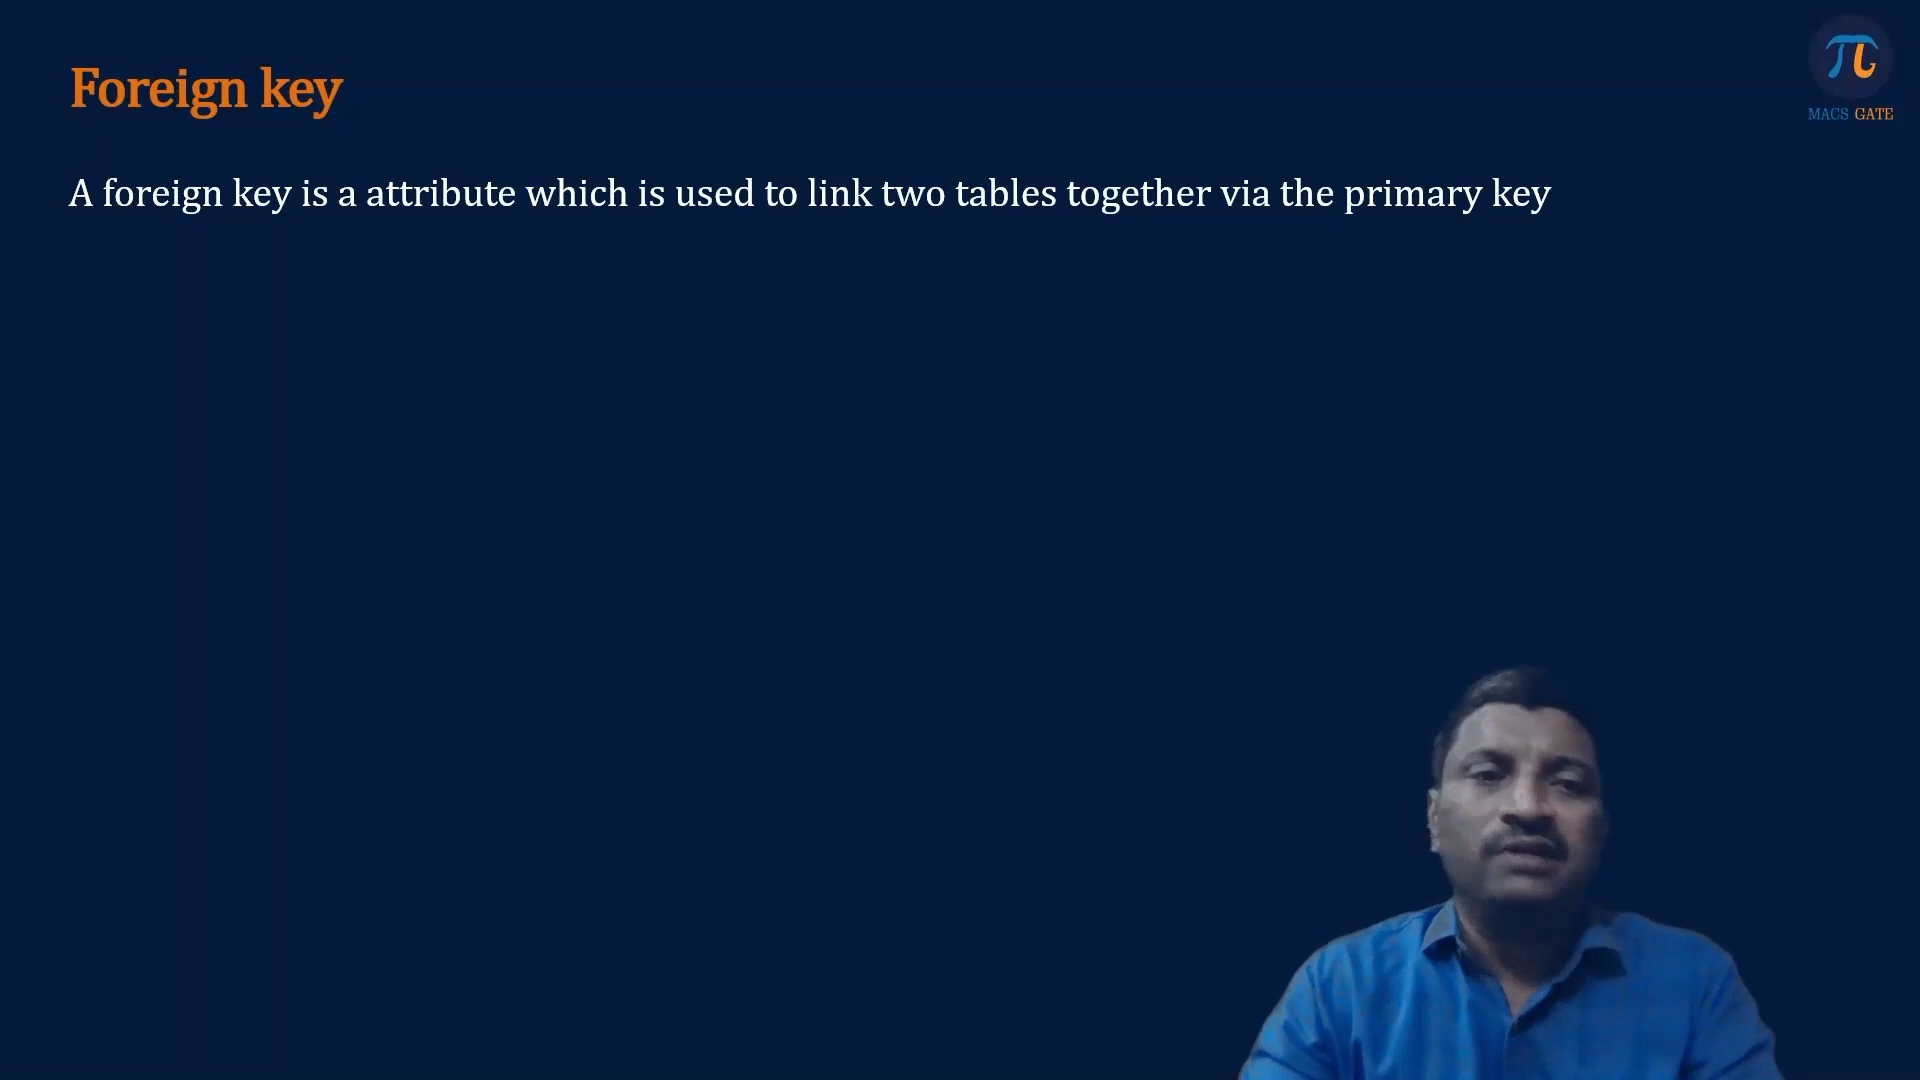 Foreign key
A foreign key is a attribute which is used to link two tables together via the primary key
MACS GATE